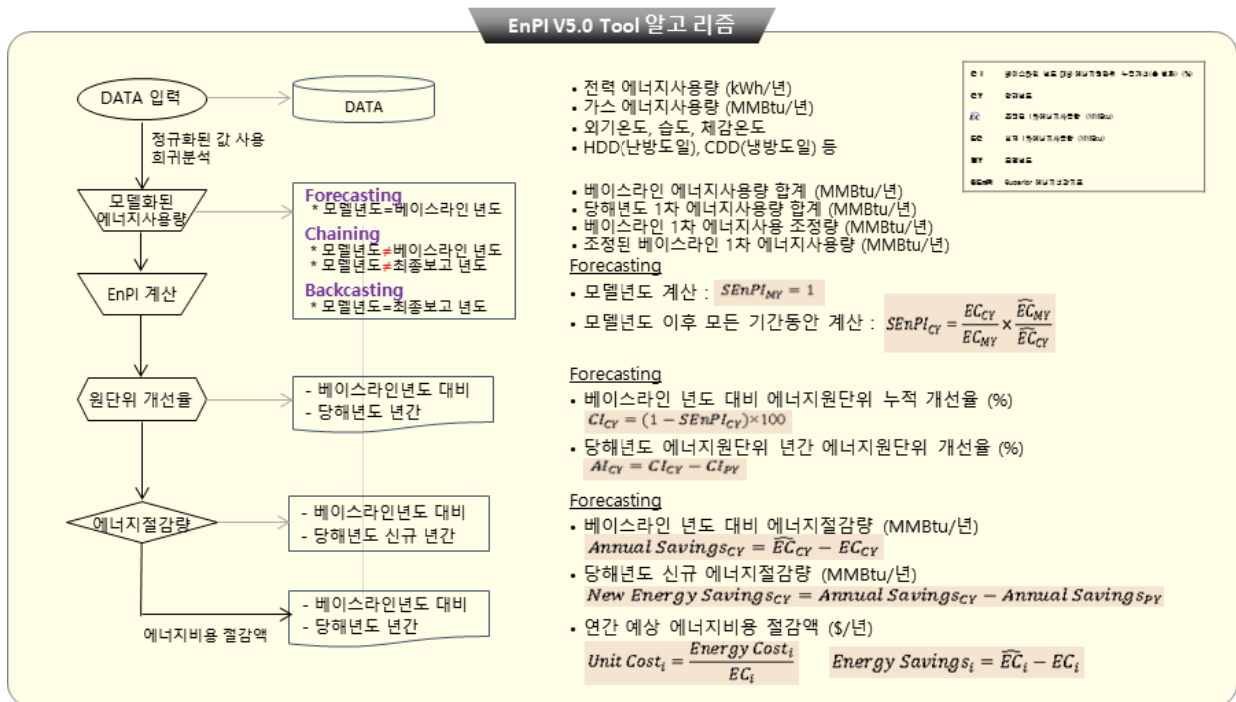 EnPI V5.0 Tool 알고 리즘
DATA 입력
DATA
정규화된 값 사용
회귀분석
모델화된
에너지사용량
Forecasting
* 모델년도=베이스라인 년도
Chaining
* 모델년도≠베이스라인 년도
* 모델년도≠최종보고 년도
Backcasting
* 모델년도=최종보고 년도
EnPI 계산
원단위 개선율
- 베이스라인년도 대비
- 당해년도 년간
에너지절감량
- 베이스라인년도 대비
- 당해년도 신규 년간
에너지비용 절감액
- 베이스라인년도 대비
- 당해년도 년간
• 전력 에너지사용량 (kWh/년)
• 가스 에너지사용량 (MMBtu/년)
• 외기온도, 습도, 체감온도
• HDD(난방도일), CDD(냉방도일) 등
C I
CY 당해년도
EC
MY 모델년도
SEnPI Superior 에너지성과지표
• 베이스라인 에너지사용량 합계 (MMBtu/년)
• 당해년도 1차 에너지사용량 합계 (MMBtu/년)
• 베이스라인 1차 에너지사용 조정량 (MMBtu/년)
• 조정된 베이스라인 1차 에너지사용량 (MMBtu/년)
Forecasting
• 모델년도 계산 : SEnPI_MY = 1
• 모델년도 이후 모든 기간동안 계산 : SEnPI_CY = EC_CY / EC_MY × ÊC_MY / ÊC_CY
Forecasting
• 베이스라인 년도 대비 에너지원단위 누적 개선율 (%)
CI_CY = (1 − SEnPI_CY)×100
• 당해년도 에너지원단위 년간 에너지원단위 개선율 (%)
AI_CY = CI_CY − CI_PY
Forecasting
• 베이스라인 년도 대비 에너지절감량 (MMBtu/년)
Annual Savings_CY = ÊC_CY − EC_CY
• 당해년도 신규 에너지절감량 (MMBtu/년)
New Energy Savings_CY = Annual Savings_CY − Annual Savings_PY
• 연간 예상 에너지비용 절감액 ($/년)
Unit Cost_i = Energy Cost_i / EC_i
Energy Savings_i = ÊC_i − EC_i